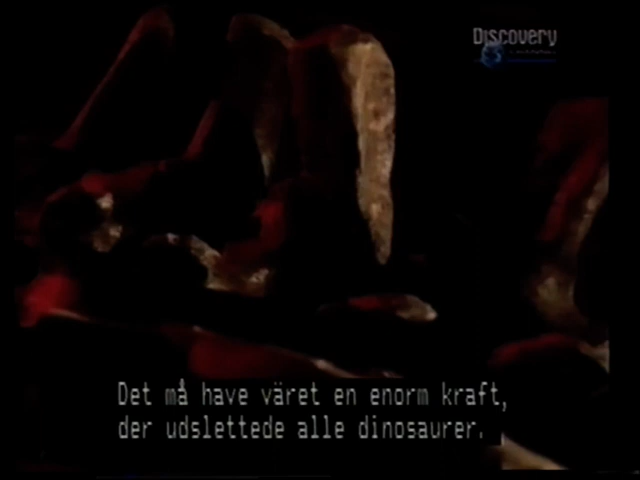 Discovery
Det må have väret en enorm kraft,
der udslettede alle dinosaurer.